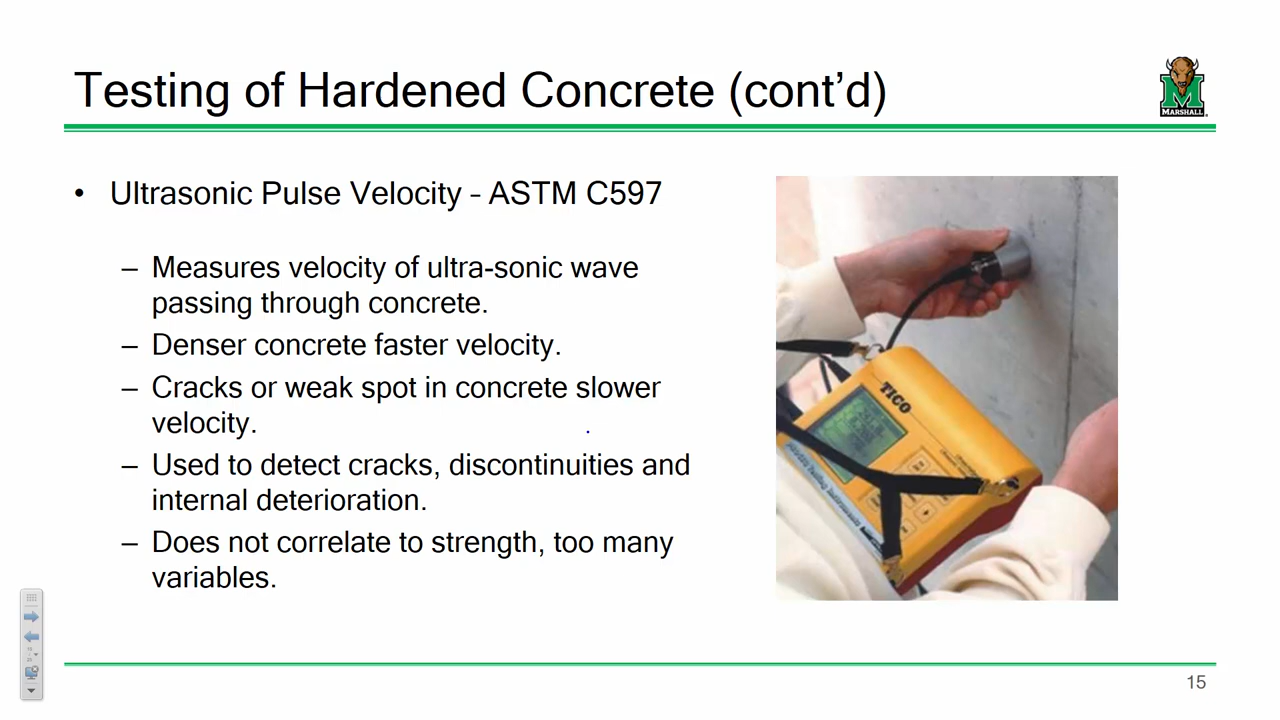 Testing of Hardened Concrete (cont’d)
MARSHALL
• Ultrasonic Pulse Velocity – ASTM C597
– Measures velocity of ultra-sonic wave
passing through concrete.
– Denser concrete faster velocity.
– Cracks or weak spot in concrete slower
velocity.
– Used to detect cracks, discontinuities and
internal deterioration.
– Does not correlate to strength, too many
variables.
TICO
15